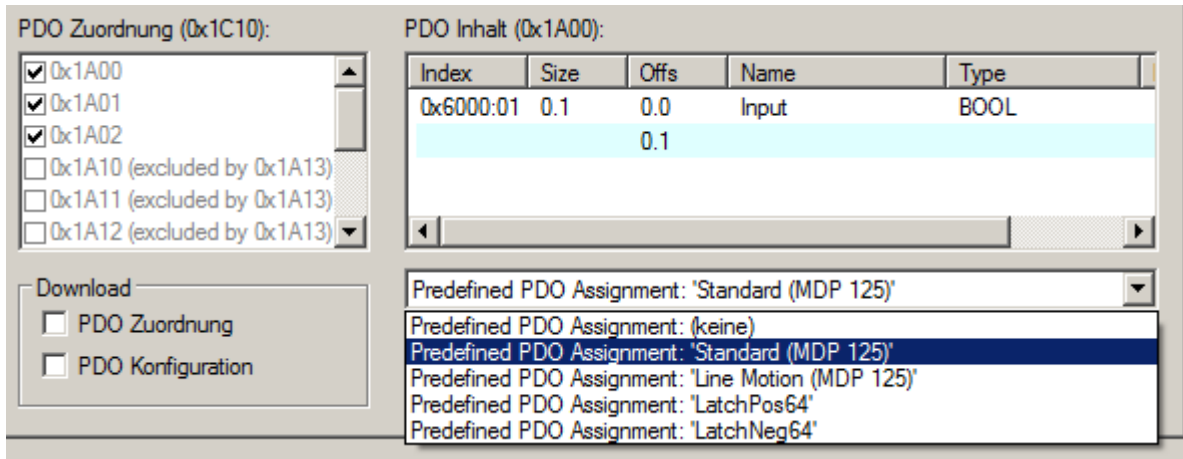 PDO Zuordnung (0x1C10):
0x1A00
0x1A01
0x1A02
0x1A10 (excluded by 0x1A13)
0x1A11 (excluded by 0x1A13)
0x1A12 (excluded by 0x1A13)
PDO Inhalt (0x1A00):
Index Size Offs Name Type
0x6000:01 0.1 0.0 Input BOOL
0.1
Download
PDO Zuordnung
PDO Konfiguration
Predefined PDO Assignment: 'Standard (MDP 125)'
Predefined PDO Assignment: (keine)
Predefined PDO Assignment: 'Standard (MDP 125)'
Predefined PDO Assignment: 'Line Motion (MDP 125)'
Predefined PDO Assignment: 'LatchPos64'
Predefined PDO Assignment: 'LatchNeg64'